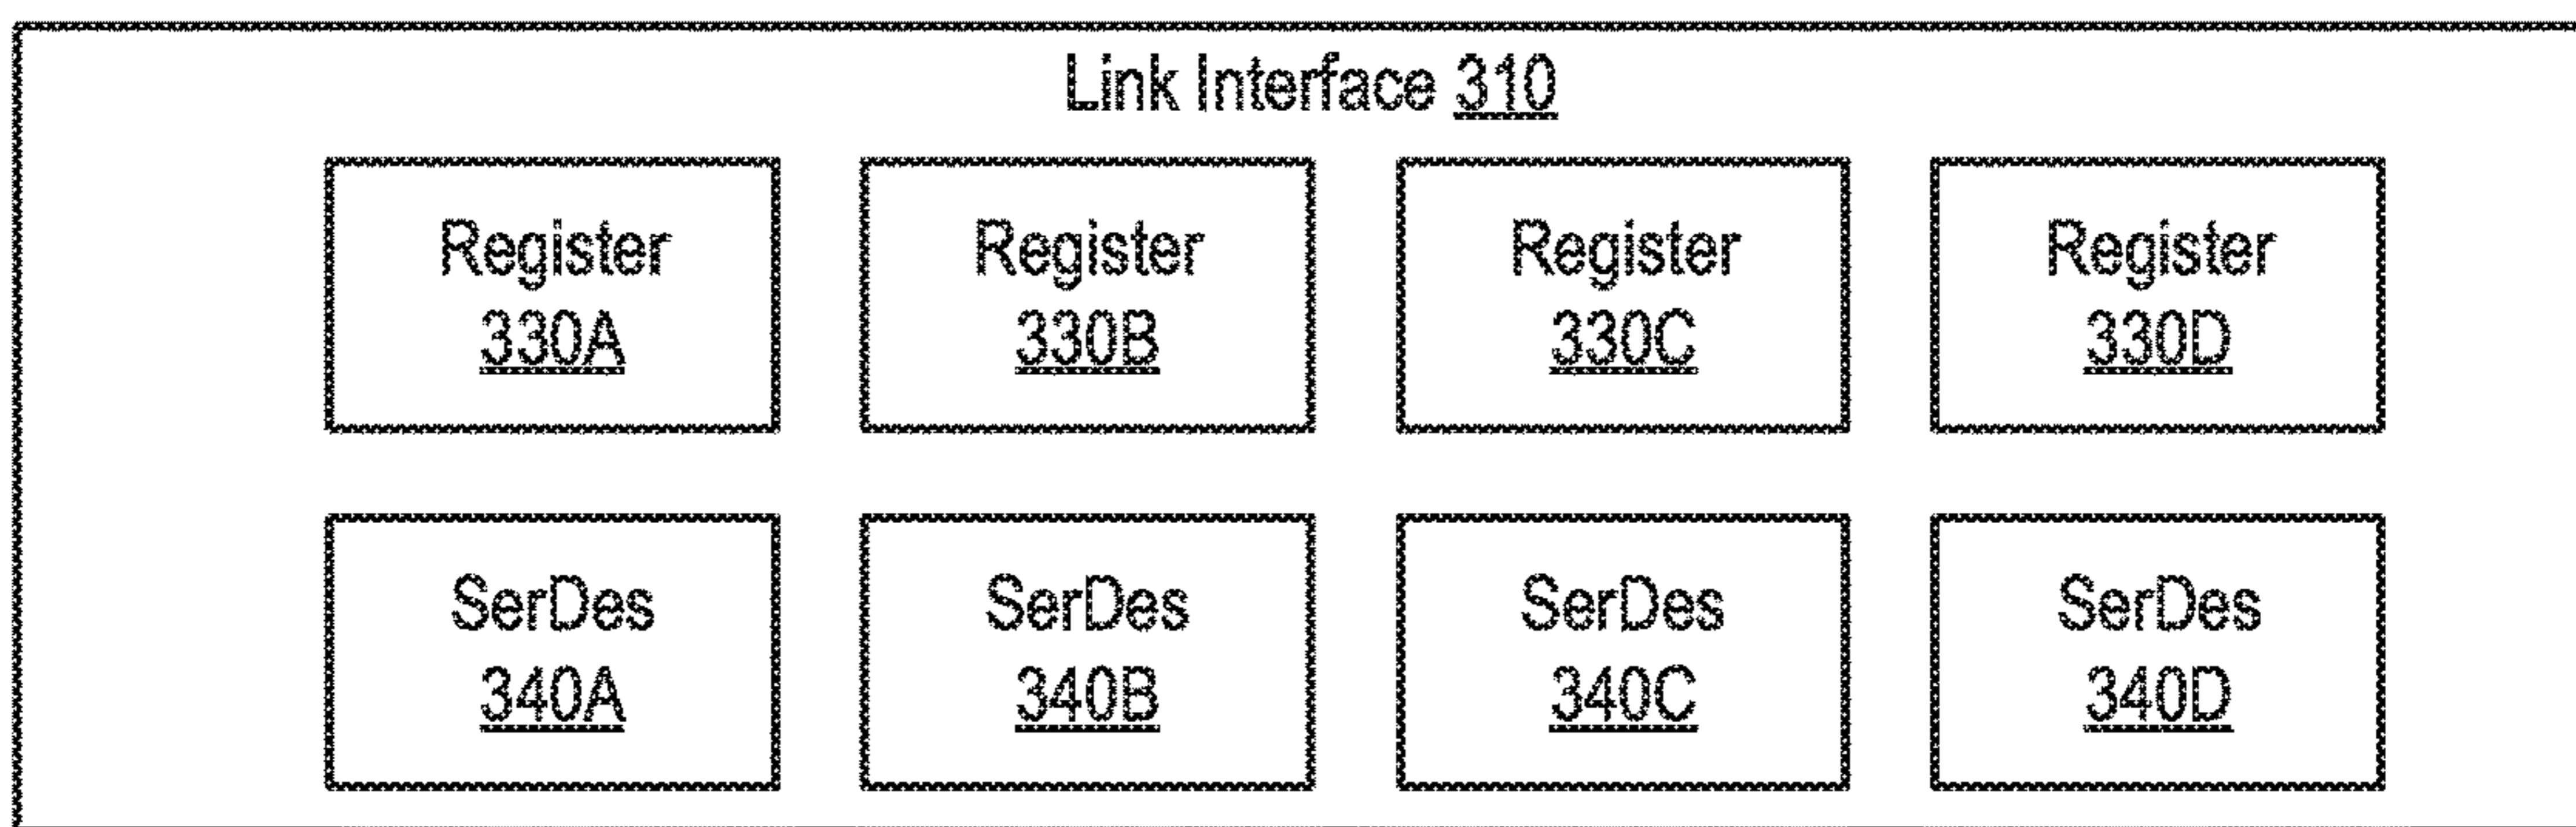 Link Interface 310
Register
330A
Register
330B
Register
330C
Register
330D
SerDes
340A
SerDes
340B
SerDes
340C
SerDes
340D